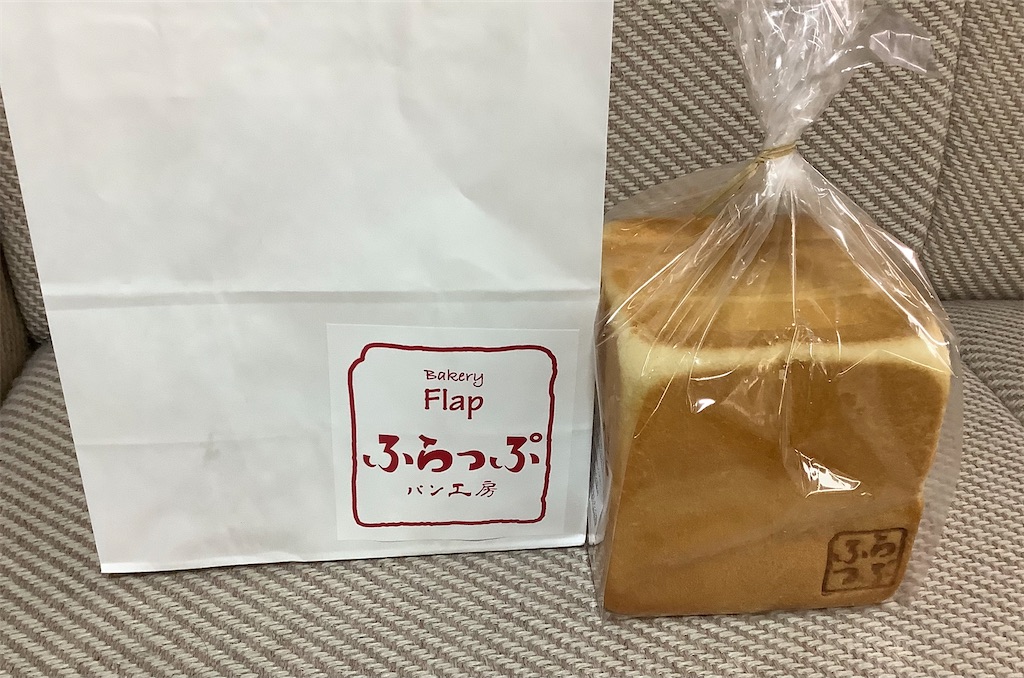 Bakery
Flap
ふらっぷ
パン工房
ふら
っぷ